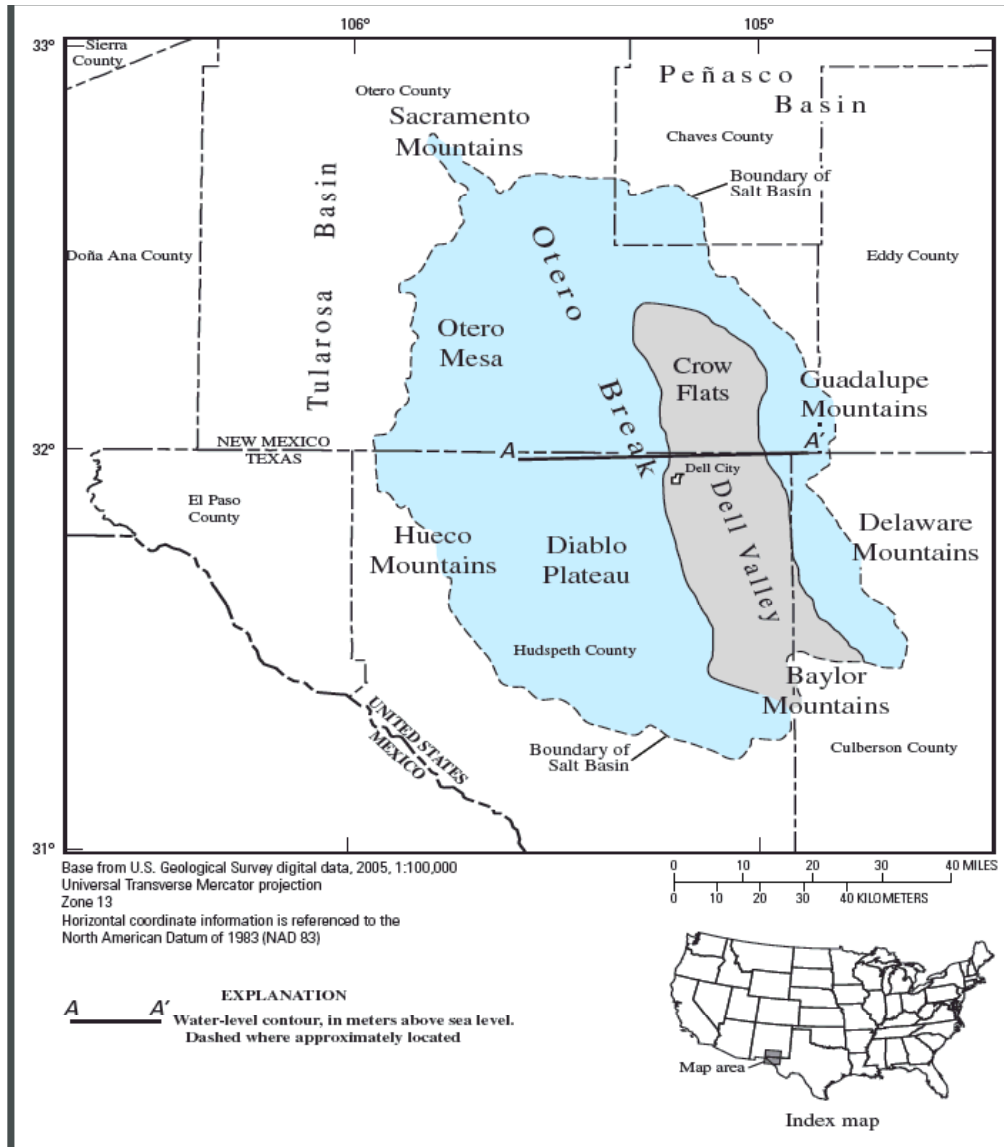 106°
105°
33°
Sierra
County
Peñasco
Basin
Otero County
Sacramento
Mountains
Chaves County
Boundary of
Salt Basin
Tularosa Basin
Otero
Break
Doña Ana County
Eddy County
Otero
Mesa
Crow
Flats
Guadalupe
Mountains
32°
NEW MEXICO
TEXAS
A
A'
Dell City
El Paso
County
Dell Valley
Hueco
Mountains
Diablo
Plateau
Delaware
Mountains
Hudspeth County
Baylor
Mountains
UNITED STATES
MEXICO
Boundary of
Salt Basin
Culberson County
31°
Base from U.S. Geological Survey digital data, 2005, 1:100,000
Universal Transverse Mercator projection
Zone 13
Horizontal coordinate information is referenced to the
North American Datum of 1983 (NAD 83)
0 10 20 30 40 MILES
0 10 20 30 40 KILOMETERS
EXPLANATION
A A'
Water-level contour, in meters above sea level.
Dashed where approximately located
Map area
Index map